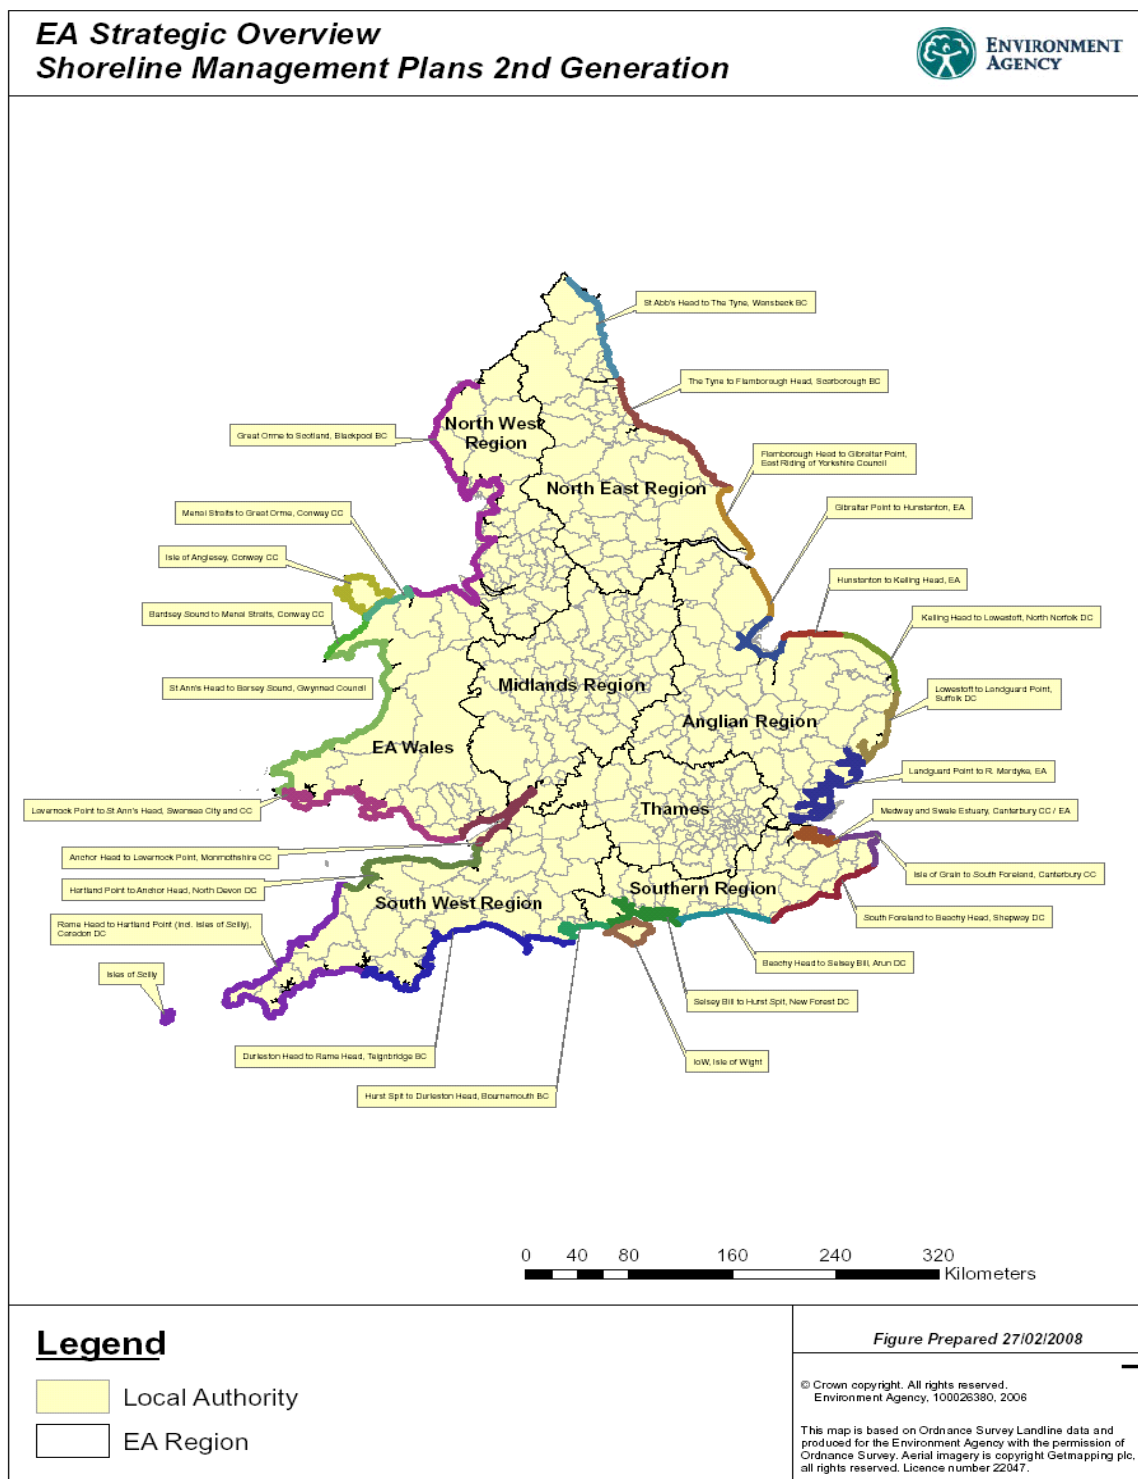 EA Strategic Overview
Shoreline Management Plans 2nd Generation
ENVIRONMENT
AGENCY
St Abb's Head to The Tyne, Wansbeck BC
The Tyne to Flamborough Head, Scarborough BC
Great Orme to Scotland, Blackpool BC
North West
Region
Flamborough Head to Gibraltar Point,
East Riding of Yorkshire Council
North East Region
Gibraltar Point to Hunstanton, EA
Menai Straits to Great Orme, Conway CC
Isle of Anglesey, Conway CC
Hunstanton to Kelling Head, EA
Bardsey Sound to Menai Straits, Conway CC
Kelling Head to Lowestoft, North Norfolk DC
St Ann's Head to Barsey Sound, Gwynned Council
Midlands Region
Lowestoft to Landguard Point,
Suffolk DC
Anglian Region
EA Wales
Landguard Point to R. Mardyke, EA
Lavernock Point to St Ann's Head, Swansea City and CC
Thames
Medway and Swale Estuary, Canterbury CC / EA
Anchor Head to Lavernock Point, Monmothshire CC
Isle of Grain to South Foreland, Canterbury CC
Hartland Point to Anchor Head, North Devon DC
Southern Region
South West Region
South Foreland to Beachy Head, Shepway DC
Rame Head to Hartland Point (incl. Isles of Scilly),
Caradon DC
Beachy Head to Selsey Bill, Arun DC
Isles of Scilly
Selsey Bill to Hurst Spit, New Forest DC
Durleston Head to Rame Head, Teignbridge BC
IoW, Isle of Wight
Hurst Spit to Durleston Head, Bournemouth BC
0 40 80 160 240 320
Kilometers
Legend
Local Authority
EA Region
Figure Prepared 27/02/2008
© Crown copyright. All rights reserved.
Environment Agency, 100026380, 2006
This map is based on Ordnance Survey Landline data and
produced for the Environment Agency with the permission of
Ordnance Survey. Aerial imagery is copyright Getmapping plc,
all rights reserved. Licence number 22047.